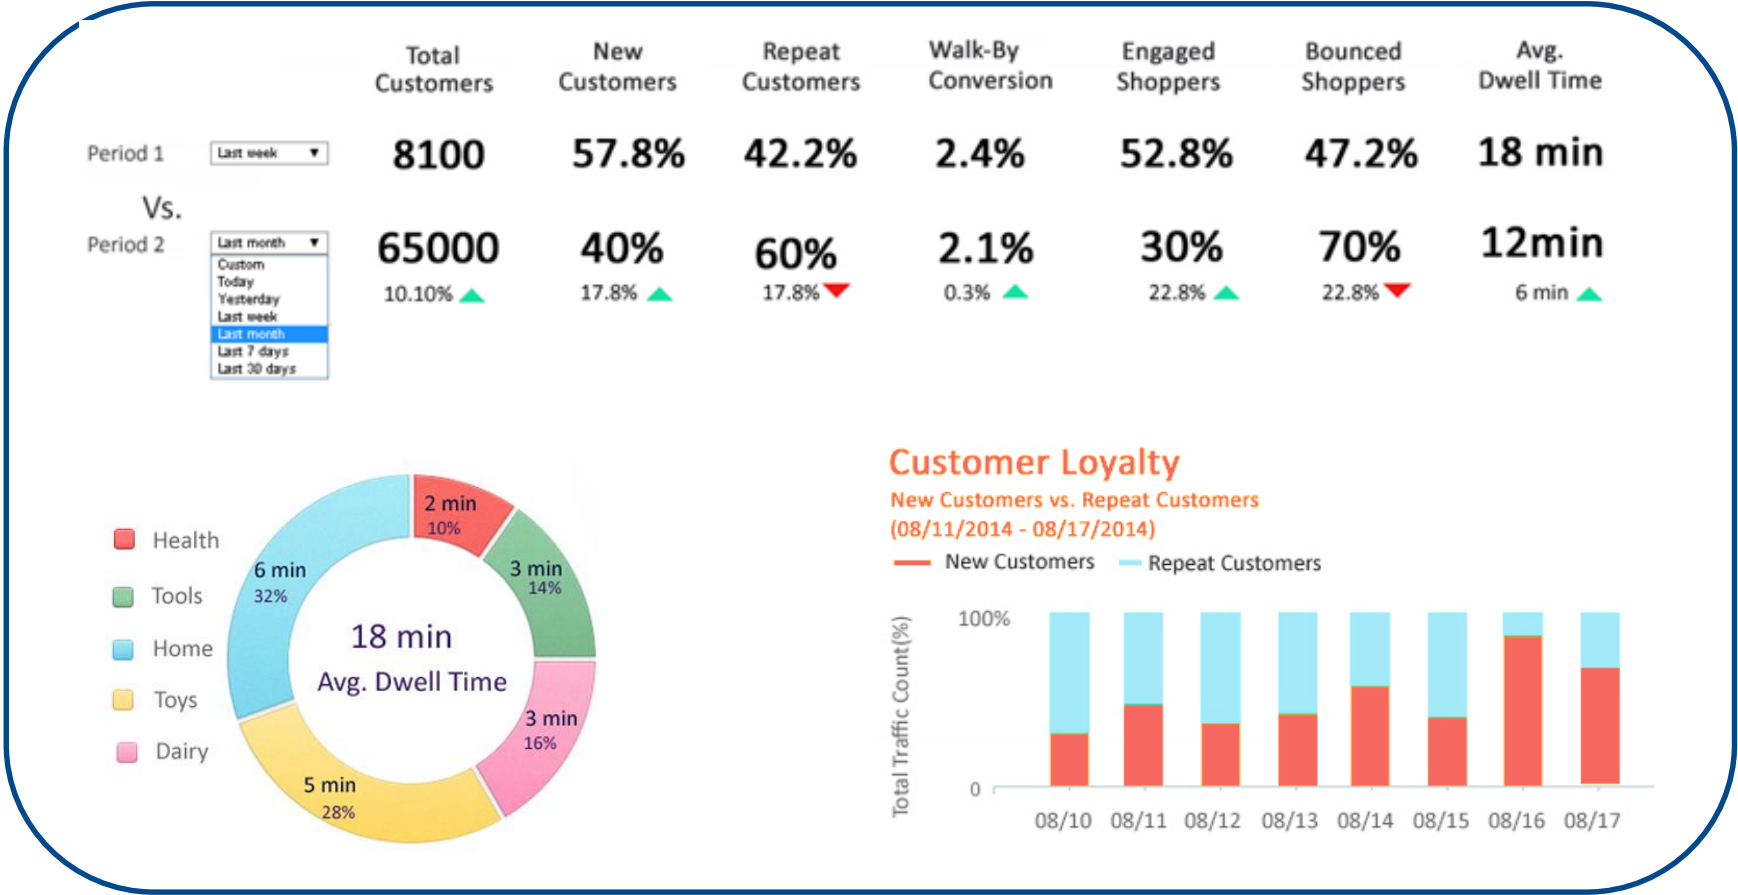 Total Customers
New Customers
Repeat Customers
Walk-By Conversion
Engaged Shoppers
Bounced Shoppers
Avg. Dwell Time
Period 1
Last week
8100
57.8%
42.2%
2.4%
52.8%
47.2%
18 min
Vs.
Period 2
Last month
65000
40%
60%
2.1%
30%
70%
12min
10.10%
17.8%
17.8%
0.3%
22.8%
22.8%
6 min
Custom
Today
Yesterday
Last week
Last month
Last 7 days
Last 30 days
Health
Tools
Home
Toys
Dairy
2 min
10%
3 min
14%
6 min
32%
18 min
Avg. Dwell Time
3 min
16%
5 min
28%
Customer Loyalty
New Customers vs. Repeat Customers
(08/11/2014 - 08/17/2014)
New Customers
Repeat Customers
Total Traffic Count(%)
100%
0
08/10
08/11
08/12
08/13
08/14
08/15
08/16
08/17